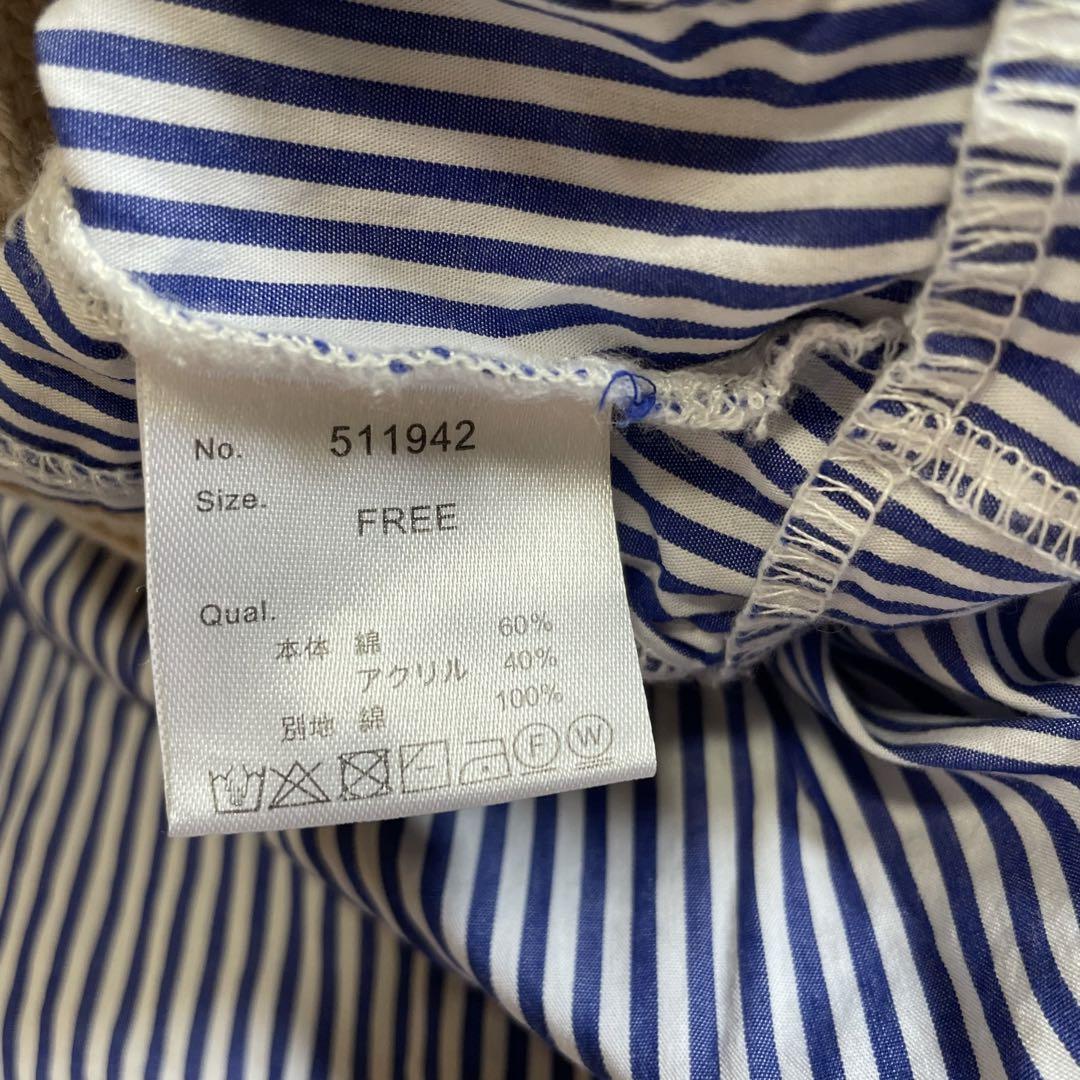 No. 511942
Size. FREE
Qual.
本体 綿 60%
アクリル 40%
別地 綿 100%
F W